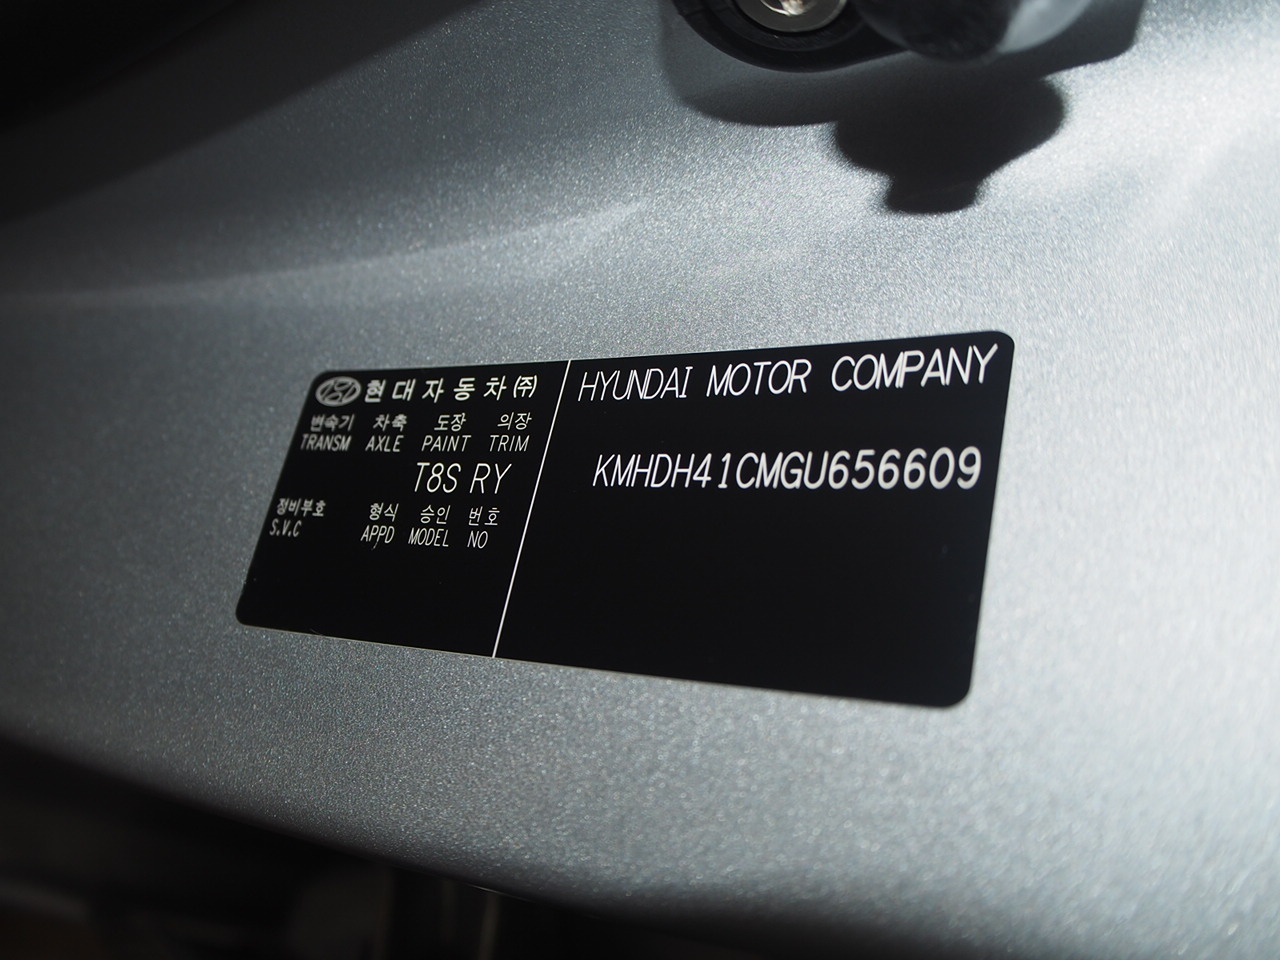 현대자동차(주)
변속기 차축 도장 의장
TRANSM AXLE PAINT TRIM
T8S RY
정비부호 형식 승인 번호
S.V.C APPD MODEL NO
HYUNDAI MOTOR COMPANY
KMHDH41CMGU656609